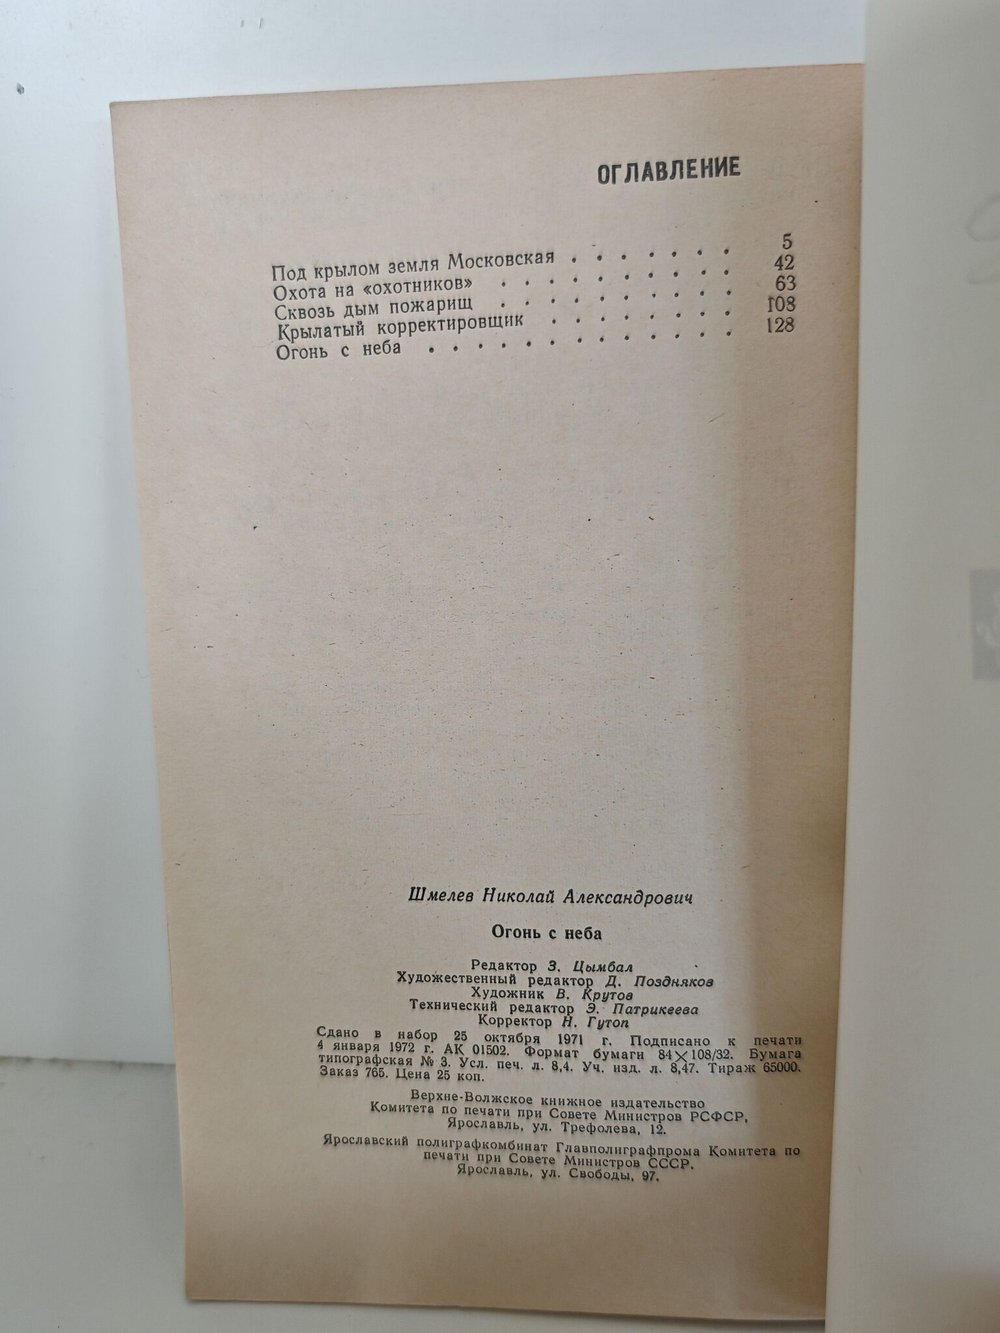 ОГЛАВЛЕНИЕ
Под крылом земля Московская . . . . . . . 5
Охота на «охотников» . . . . . . . . . . 42
Сквозь дым пожарищ . . . . . . . . . . 63
Крылатый корректировщик . . . . . . . . 108
Огонь с неба . . . . . . . . . . . . . 128
Шмелев Николай Александрович
Огонь с неба
Редактор З. Цымбал
Художественный редактор Д. Поздняков
Художник В. Крутов
Технический редактор Э. Патрикеева
Корректор Н. Гутоп
Сдано в набор 25 октября 1971 г. Подписано к печати
4 января 1972 г. АК 01502. Формат бумаги 84×108/32. Бумага
типографская № 3. Усл. печ. л. 8,4. Уч. изд. л. 8,47. Тираж 65000.
Заказ 765. Цена 25 коп.
Верхне-Волжское книжное издательство
Комитета по печати при Совете Министров РСФСР,
Ярославль, ул. Трефолева, 12.
Ярославский полиграфкомбинат Главполиграфпрома Комитета по
печати при Совете Министров СССР.
Ярославль, ул. Свободы, 97.